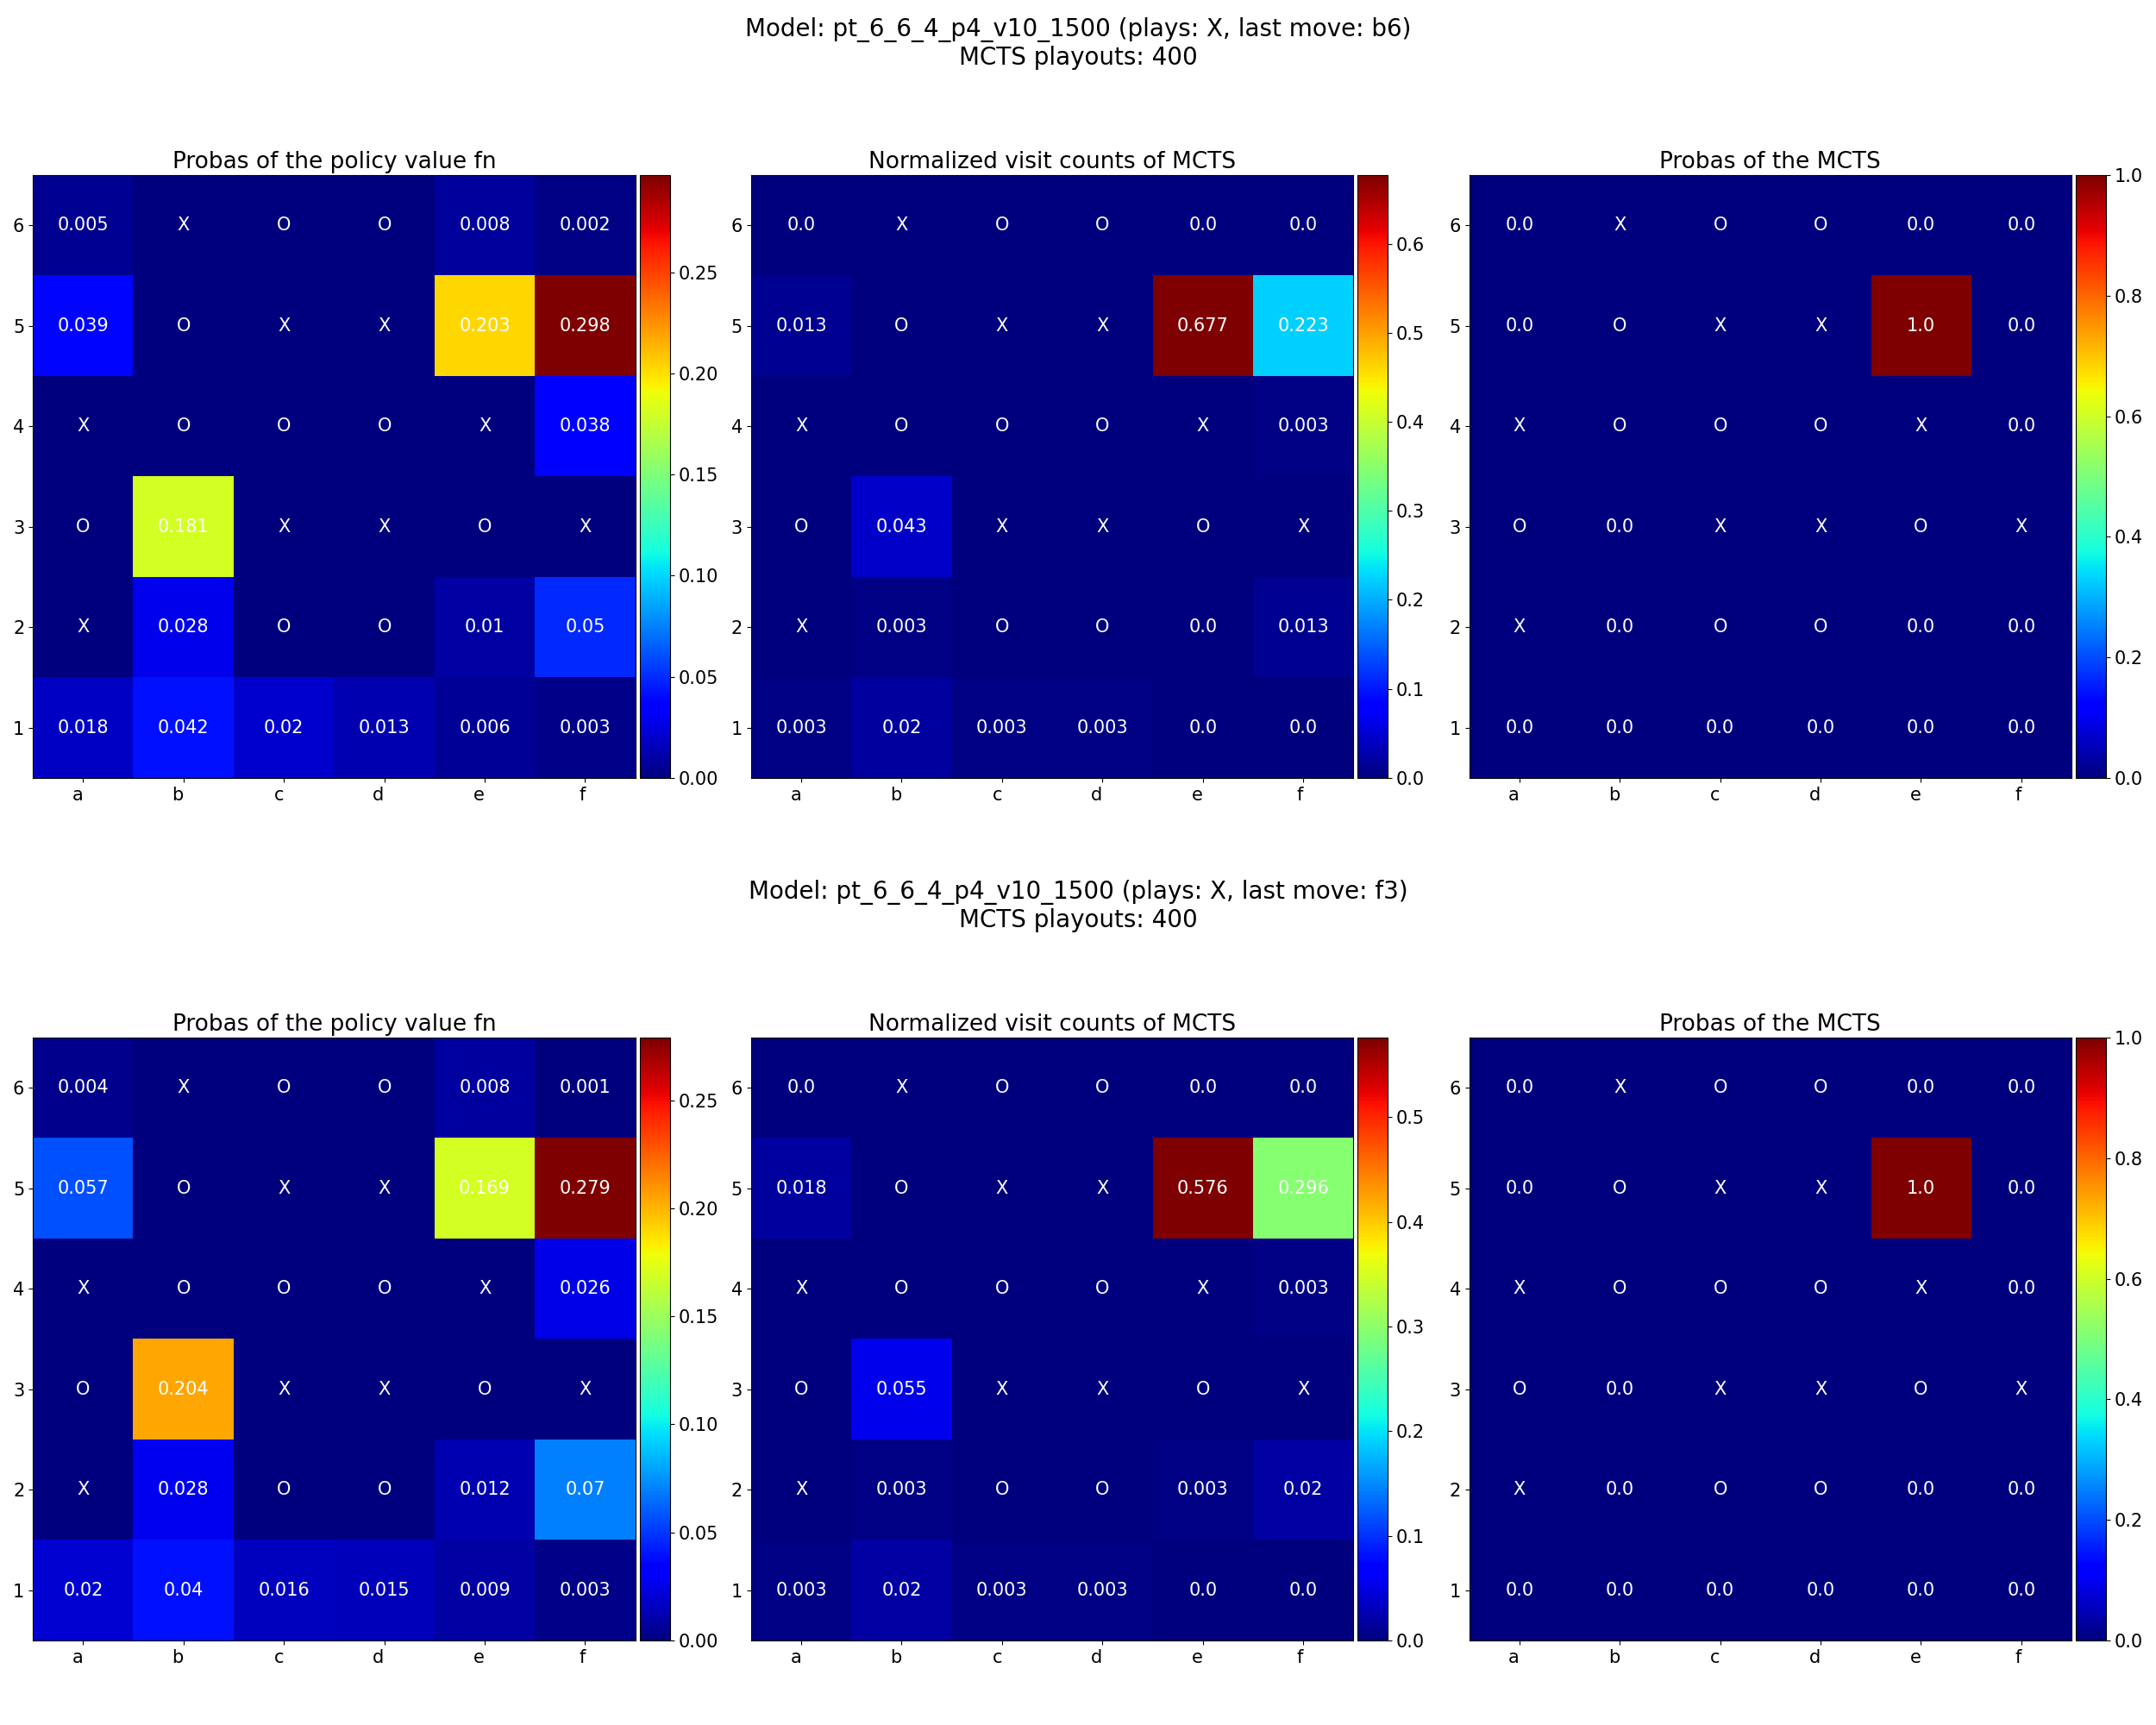 Model: pt_6_6_4_p4_v10_1500 (plays: X, last move: b6)
MCTS playouts: 400
Probas of the policy value fn
6 0.005 X O O 0.008 0.002
5 0.039 O X X 0.203 0.298
4 X O O O X 0.038
3 O 0.181 X X O X
2 X 0.028 O O 0.01 0.05
1 0.018 0.042 0.02 0.013 0.006 0.003
a b c d e f
0.25
0.20
0.15
0.10
0.05
0.00
Normalized visit counts of MCTS
6 0.0 X O O 0.0 0.0
5 0.013 O X X 0.677 0.223
4 X O O O X 0.003
3 O 0.043 X X O X
2 X 0.003 O O 0.0 0.013
1 0.003 0.02 0.003 0.003 0.0 0.0
a b c d e f
0.6
0.5
0.4
0.3
0.2
0.1
0.0
Probas of the MCTS
6 0.0 X O O 0.0 0.0
5 0.0 O X X 1.0 0.0
4 X O O O X 0.0
3 O 0.0 X X O X
2 X 0.0 O O 0.0 0.0
1 0.0 0.0 0.0 0.0 0.0 0.0
a b c d e f
1.0
0.8
0.6
0.4
0.2
0.0
Model: pt_6_6_4_p4_v10_1500 (plays: X, last move: f3)
MCTS playouts: 400
Probas of the policy value fn
6 0.004 X O O 0.008 0.001
5 0.057 O X X 0.169 0.279
4 X O O O X 0.026
3 O 0.204 X X O X
2 X 0.028 O O 0.012 0.07
1 0.02 0.04 0.016 0.015 0.009 0.003
a b c d e f
0.25
0.20
0.15
0.10
0.05
0.00
Normalized visit counts of MCTS
6 0.0 X O O 0.0 0.0
5 0.018 O X X 0.576 0.296
4 X O O O X 0.003
3 O 0.055 X X O X
2 X 0.003 O O 0.003 0.02
1 0.003 0.02 0.003 0.003 0.0 0.0
a b c d e f
0.5
0.4
0.3
0.2
0.1
0.0
Probas of the MCTS
6 0.0 X O O 0.0 0.0
5 0.0 O X X 1.0 0.0
4 X O O O X 0.0
3 O 0.0 X X O X
2 X 0.0 O O 0.0 0.0
1 0.0 0.0 0.0 0.0 0.0 0.0
a b c d e f
1.0
0.8
0.6
0.4
0.2
0.0